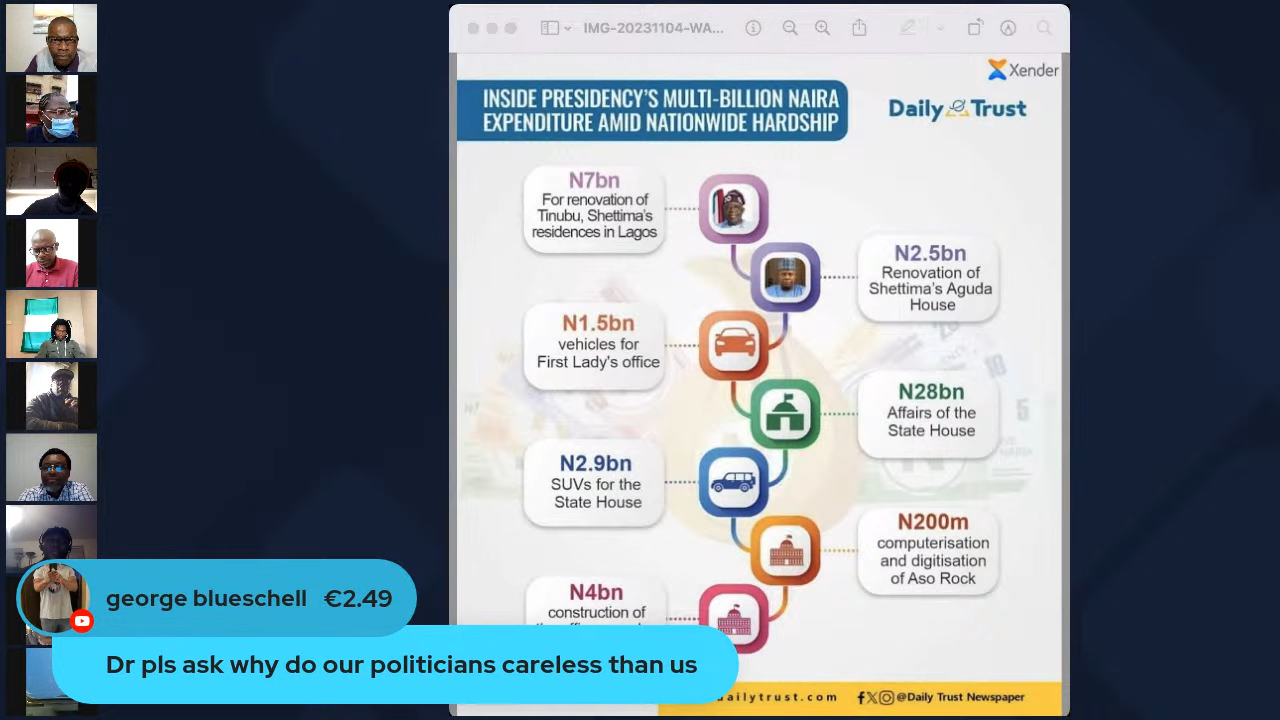 IMG-20231104-WA...
Xender
INSIDE PRESIDENCY'S MULTI-BILLION NAIRA
EXPENDITURE AMID NATIONWIDE HARDSHIP
Daily Trust
N7bn
For renovation of
Tinubu, Shettima's
residences in Lagos
N2.5bn
Renovation of
Shettima's Aguda
House
N1.5bn
vehicles for
First Lady's office
N28bn
Affairs of the
State House
N2.9bn
SUVs for the
State House
N200m
computerisation
and digitisation
of Aso Rock
N4bn
construction of
george blueschell €2.49
Dr pls ask why do our politicians careless than us
dailytrust.com
@Daily Trust Newspaper